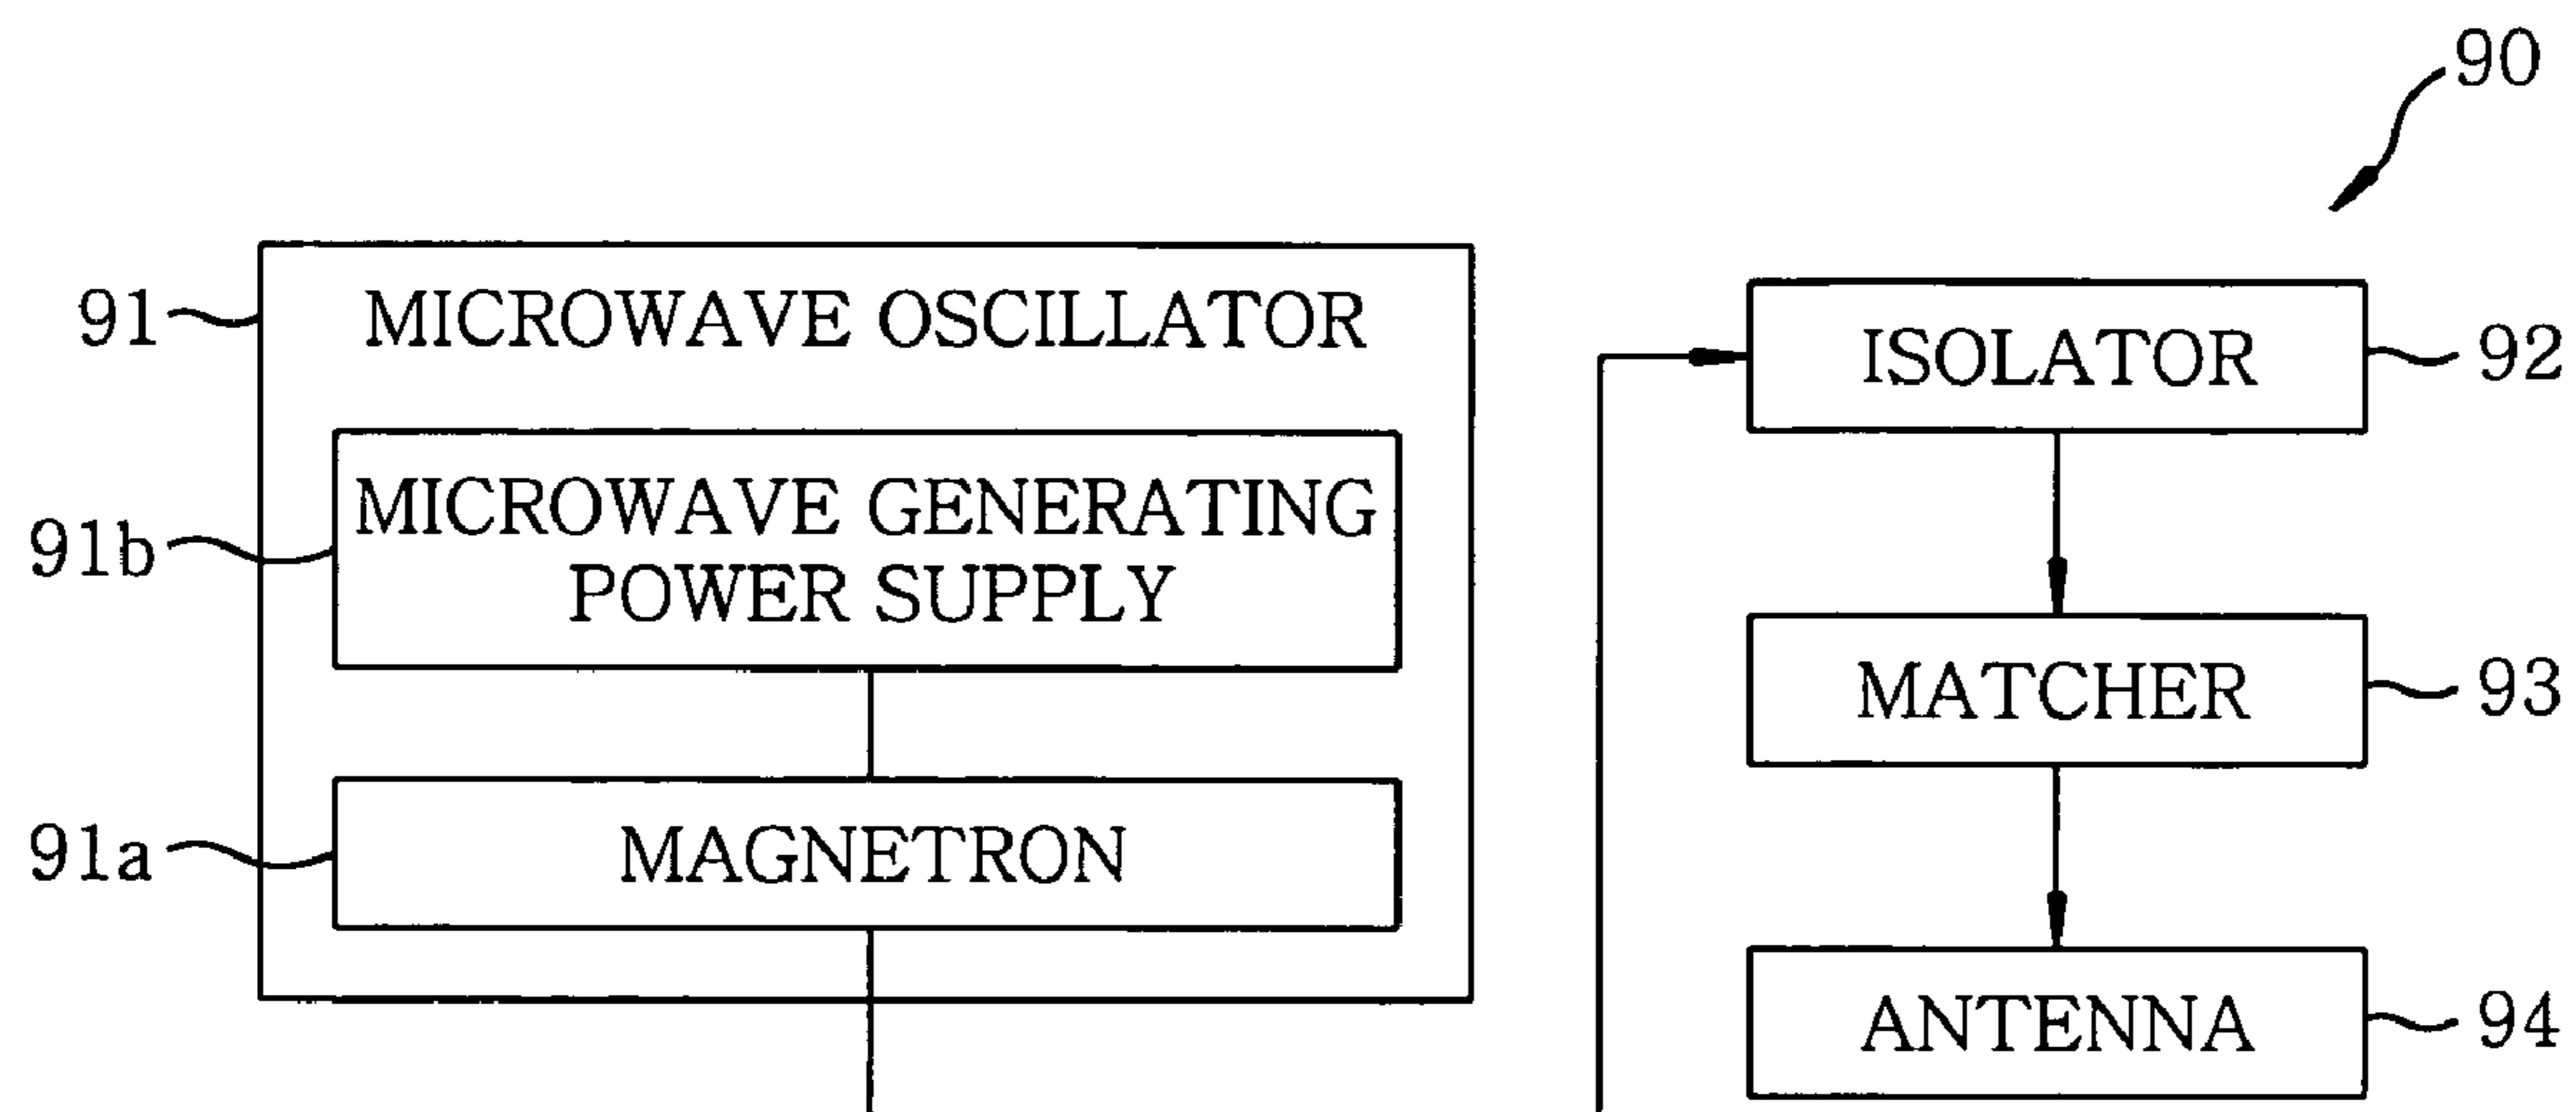 90
91
MICROWAVE OSCILLATOR
91b
MICROWAVE GENERATING
POWER SUPPLY
91a
MAGNETRON
ISOLATOR
92
MATCHER
93
ANTENNA
94